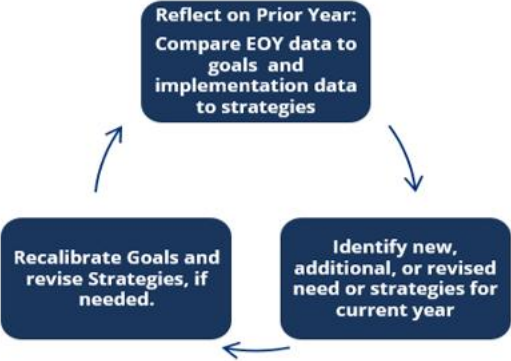 Reflect on Prior Year:
Compare EOY data to
goals and
implementation data
to strategies
Identify new,
additional, or revised
need or strategies for
current year
Recalibrate Goals and
revise Strategies, if
needed.